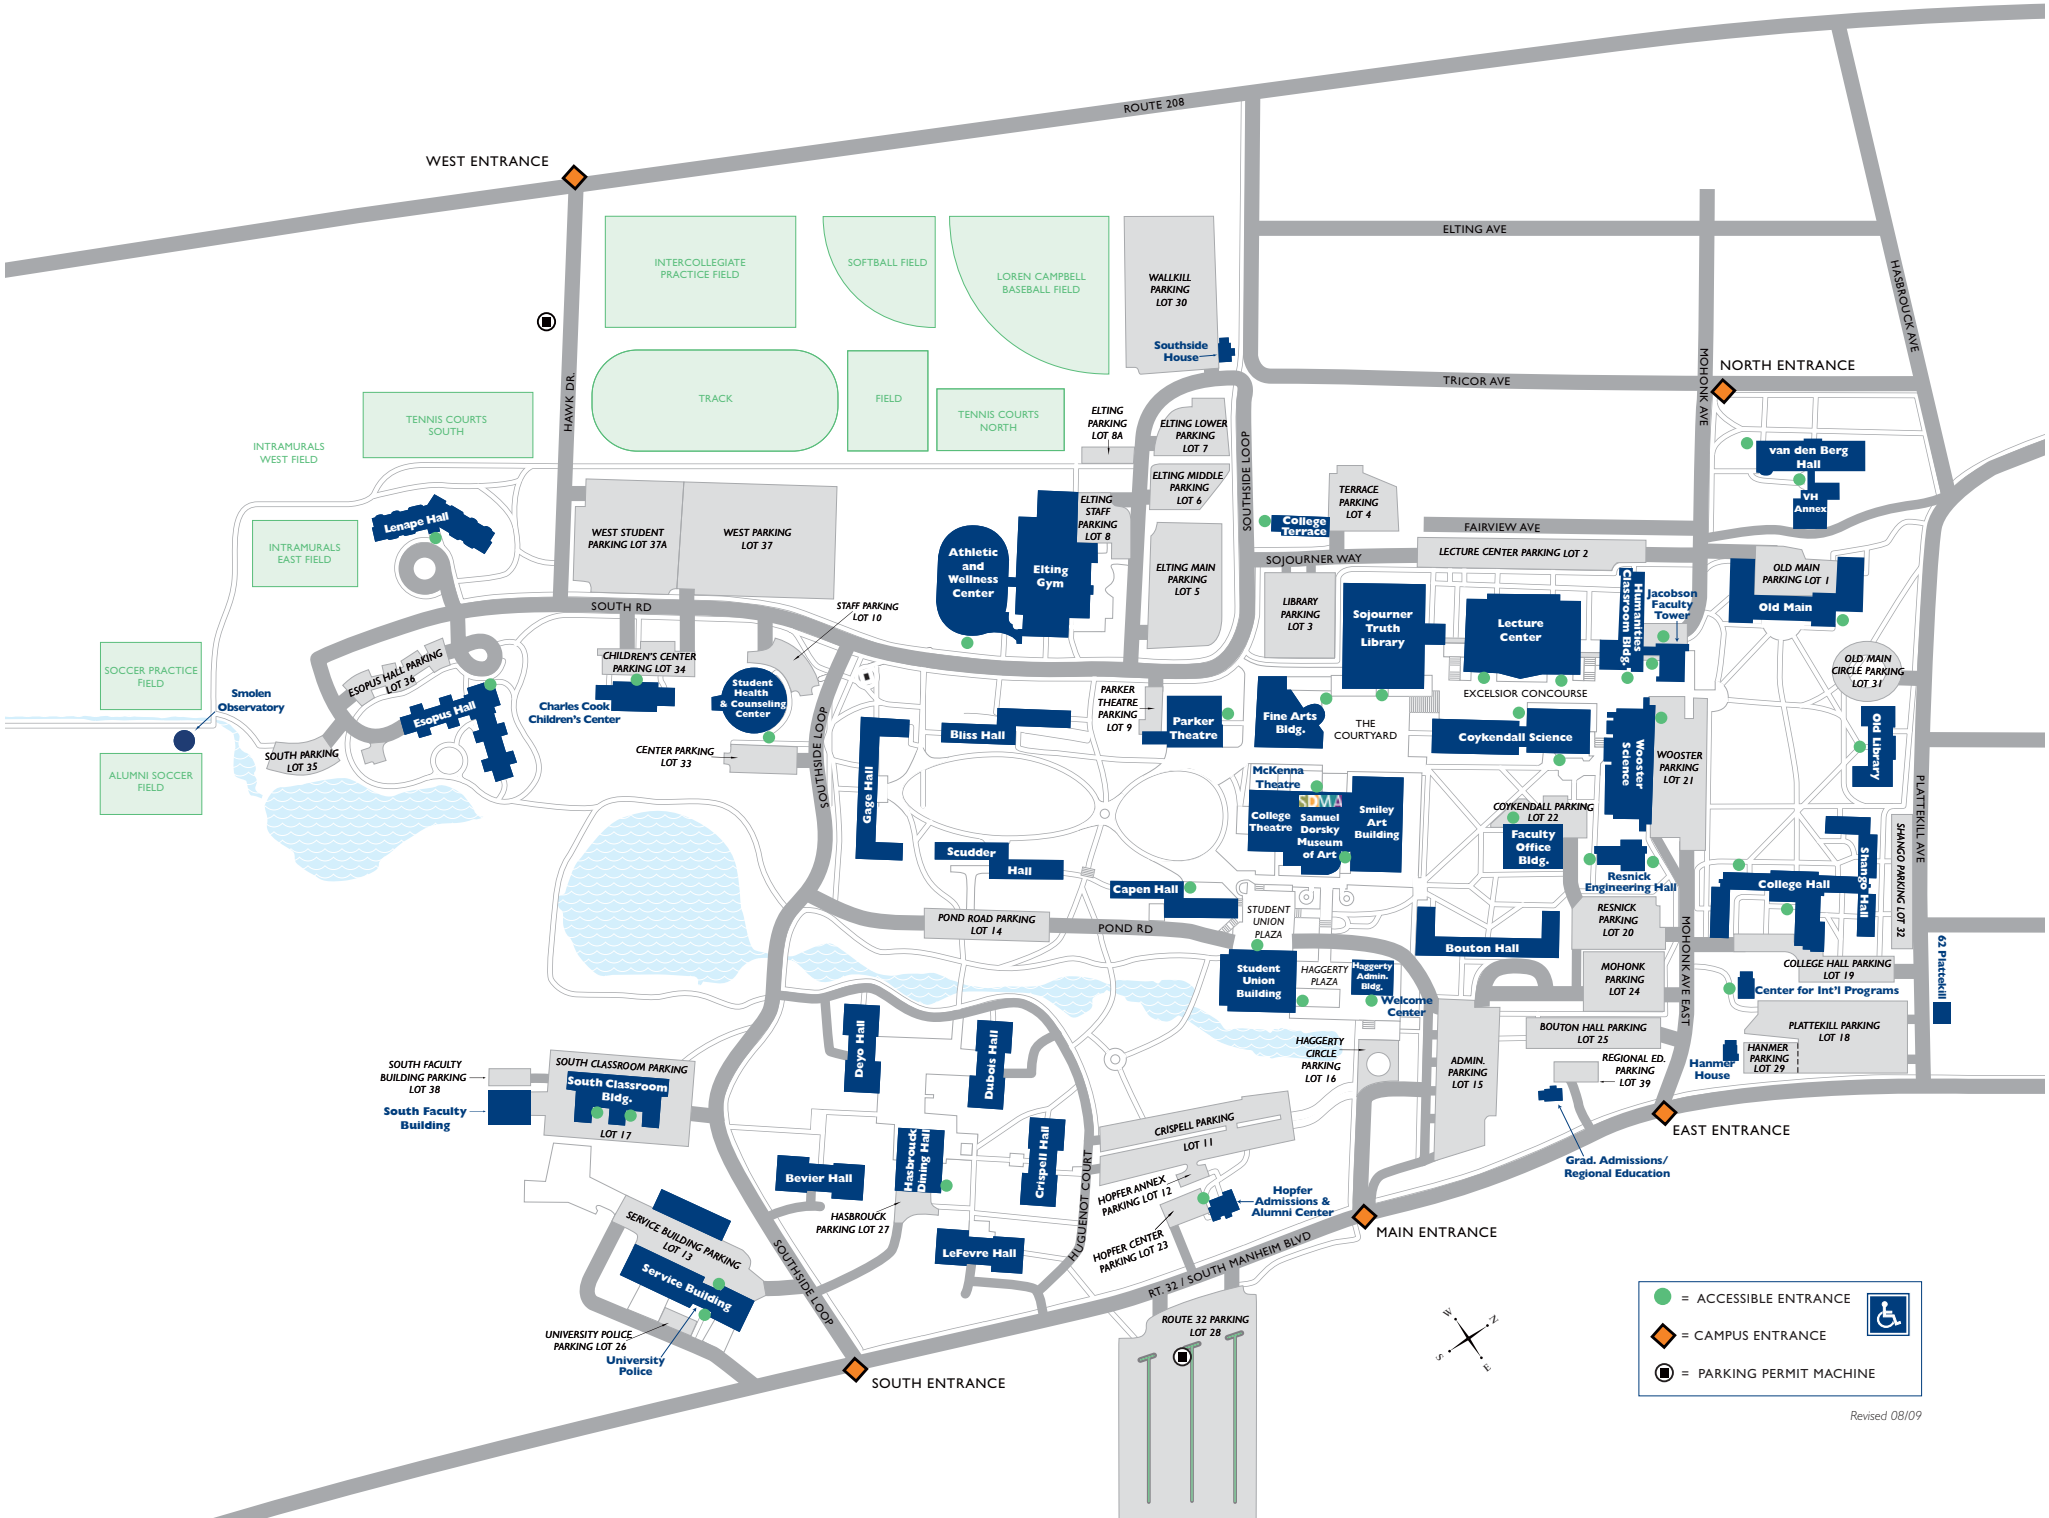 ROUTE 208
WEST ENTRANCE
ELTING AVE
HASBROUCK AVE
INTERCOLLEGIATE
PRACTICE FIELD
SOFTBALL FIELD
LOREN CAMPBELL
BASEBALL FIELD
WALLKILL
PARKING
LOT 30
Southside
House
HAWK DR.
TRACK
FIELD
TENNIS COURTS
NORTH
TENNIS COURTS
SOUTH
INTRAMURALS
WEST FIELD
INTRAMURALS
EAST FIELD
TRICOR AVE
MOHONK AVE
NORTH ENTRANCE
ELTING
PARKING
LOT 8A
ELTING LOWER
PARKING
LOT 7
ELTING MIDDLE
PARKING
LOT 6
ELTING
STAFF
PARKING
LOT 8
ELTING MAIN
PARKING
LOT 5
SOUTHSIDE LOOP
TERRACE
PARKING
LOT 4
College
Terrace
van den Berg
Hall
VH
Annex
FAIRVIEW AVE
SOJOURNER WAY
LECTURE CENTER PARKING LOT 2
OLD MAIN
PARKING LOT 1
Old Main
Lenape Hall
WEST STUDENT
PARKING LOT 37A
WEST PARKING
LOT 37
Athletic
and
Wellness
Center
Elting
Gym
LIBRARY
PARKING
LOT 3
Sojourner
Truth
Library
Lecture
Center
Humanities
Classroom Bldg.
Jacobson
Faculty
Tower
SOUTH RD
STAFF PARKING
LOT 10
CHILDREN'S CENTER
PARKING LOT 34
ESOPUS HALL PARKING
LOT 36
Esopus Hall
SOUTH PARKING
LOT 35
Charles Cook
Children's Center
Student
Health
& Counseling
Center
CENTER PARKING
LOT 33
SOCCER PRACTICE
FIELD
Smolen
Observatory
ALUMNI SOCCER
FIELD
SOUTHSIDE LOOP
Gage Hall
Bliss Hall
PARKER
THEATRE
PARKING
LOT 9
Parker
Theatre
Fine Arts
Bldg.
THE
COURTYARD
EXCELSIOR CONCOURSE
Coykendall Science
Wooster
Science
WOOSTER
PARKING
LOT 21
OLD MAIN
CIRCLE PARKING
LOT 31
Old Library
PLATTEKILL AVE
McKenna
Theatre
SDMA
College
Theatre
Samuel
Dorsky
Museum
of Art
Smiley
Art
Building
COYKENDALL PARKING
LOT 22
Faculty
Office
Bldg.
Resnick
Engineering Hall
Shango Hall
SHANGO PARKING LOT 32
College Hall
Scudder
Hall
Capen Hall
POND ROAD PARKING
LOT 14
POND RD
STUDENT
UNION
PLAZA
Bouton Hall
RESNICK
PARKING
LOT 20
MOHONK
PARKING
LOT 24
MOHONK AVE EAST
COLLEGE HALL PARKING
LOT 19
Center for Int'l Programs
62 Plattekill
Student
Union
Building
HAGGERTY
PLAZA
Haggerty
Admin.
Bldg.
Welcome
Center
BOUTON HALL PARKING
LOT 25
PLATTEKILL PARKING
LOT 18
HANMER
PARKING
LOT 29
Hanmer
House
REGIONAL ED.
PARKING
LOT 39
HAGGERTY
CIRCLE
PARKING
LOT 16
ADMIN.
PARKING
LOT 15
EAST ENTRANCE
Grad. Admissions/
Regional Education
SOUTH FACULTY
BUILDING PARKING
LOT 38
South Faculty
Building
SOUTH CLASSROOM PARKING
South Classroom
Bldg.
LOT 17
Deyo Hall
Dubois Hall
Bevier Hall
Hasbrouck
Dining Hall
Crispell Hall
HASBROUCK
PARKING LOT 27
LeFevre Hall
HUGUENOT COURT
CRISPELL PARKING
LOT 11
HOPFER ANNEX
PARKING LOT 12
HOPFER CENTER
PARKING LOT 23
Hopfer
Admissions &
Alumni Center
MAIN ENTRANCE
RT. 32 / SOUTH MANHEIM BLVD
SERVICE BUILDING PARKING
LOT 13
Service Building
UNIVERSITY POLICE
PARKING LOT 26
University
Police
SOUTHSIDE LOOP
SOUTH ENTRANCE
ROUTE 32 PARKING
LOT 28
W
N
S
E
= ACCESSIBLE ENTRANCE
= CAMPUS ENTRANCE
= PARKING PERMIT MACHINE
Revised 08/09